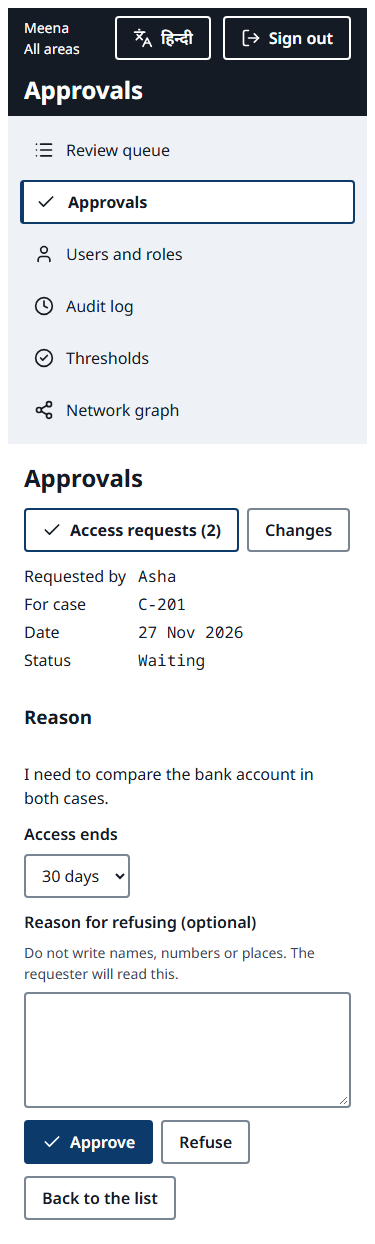 Meena
All areas
हिन्दी
Sign out
Approvals
Review queue
Approvals
Users and roles
Audit log
Thresholds
Network graph
Approvals
Access requests (2)
Changes
Requested by Asha
For case C-201
Date 27 Nov 2026
Status Waiting
Reason
I need to compare the bank account in
both cases.
Access ends
30 days
Reason for refusing (optional)
Do not write names, numbers or places. The
requester will read this.
Approve
Refuse
Back to the list